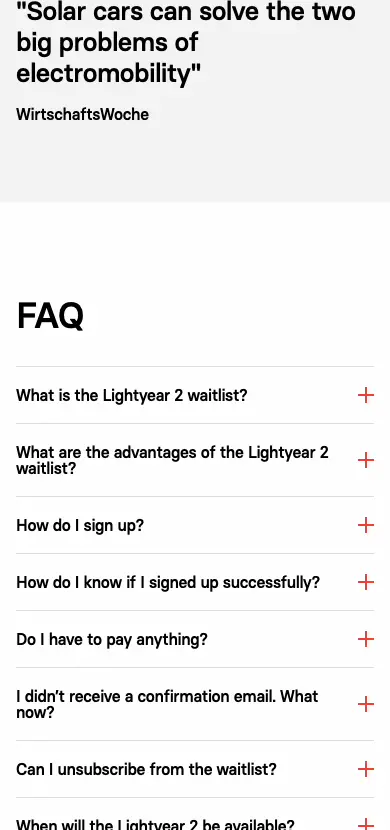 "Solar cars can solve the two
big problems of
electromobility"
WirtschaftsWoche
FAQ
What is the Lightyear 2 waitlist?
What are the advantages of the Lightyear 2
waitlist?
How do I sign up?
How do I know if I signed up successfully?
Do I have to pay anything?
I didn't receive a confirmation email. What
now?
Can I unsubscribe from the waitlist?
When will the Lightyear 2 be available?